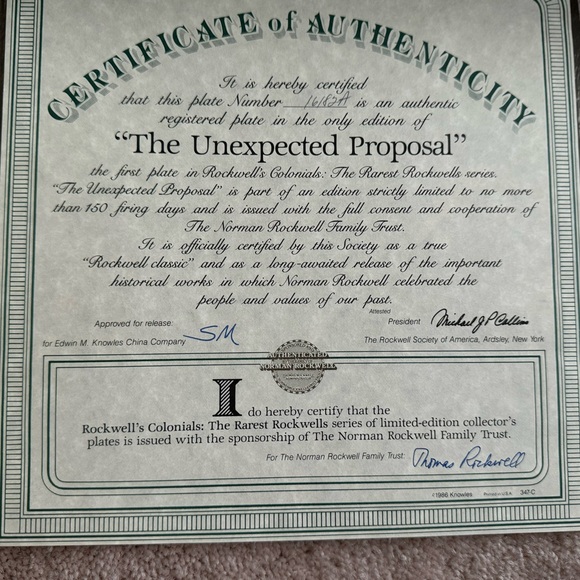 CERTIFICATE of AUTHENTICITY
It is hereby certified
that this plate Number 16182A is an authentic
registered plate in the only edition of
“The Unexpected Proposal”
the first plate in Rockwell's Colonials: The Rarest Rockwells series.
“The Unexpected Proposal” is part of an edition strictly limited to no more
than 150 firing days and is issued with the full consent and cooperation of
The Norman Rockwell Family Trust.
It is officially certified by this Society as a true
“Rockwell classic” and as a long-awaited release of the important
historical works in which Norman Rockwell celebrated the
people and values of our past.
Attested
Approved for release: SM President Michael J.P. Collins
for Edwin M. Knowles China Company The Rockwell Society of America, Ardsley, New York
AUTHENTICATED
NORMAN ROCKWELL
I do hereby certify that the
Rockwell's Colonials: The Rarest Rockwells series of limited-edition collector's
plates is issued with the sponsorship of The Norman Rockwell Family Trust.
For The Norman Rockwell Family Trust: Thomas Rockwell
©1986 Knowles Printed in U.S.A. 347-C